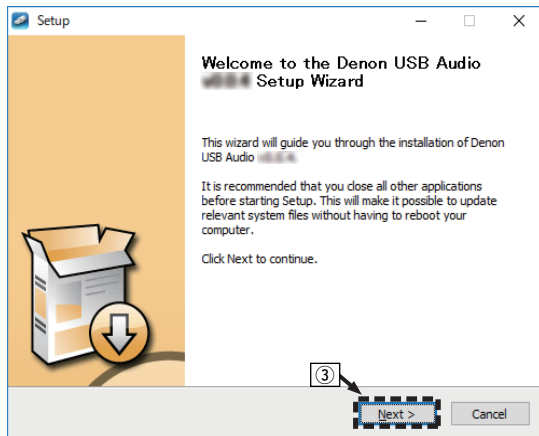 Setup
Welcome to the Denon USB Audio
Setup Wizard
This wizard will guide you through the installation of Denon
USB Audio
It is recommended that you close all other applications
before starting Setup. This will make it possible to update
relevant system files without having to reboot your
computer.
Click Next to continue.
③
Next >
Cancel